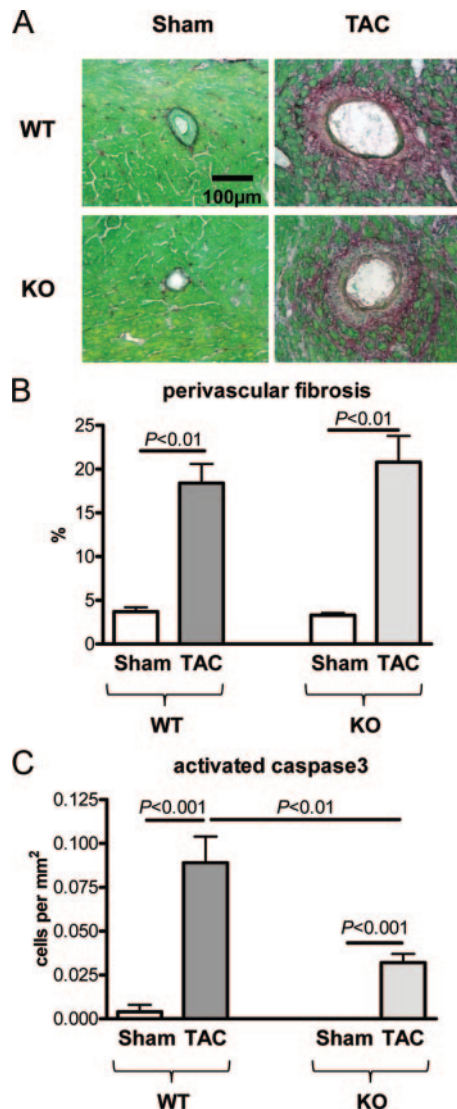 A
Sham TAC
WT
100µm
KO
B perivascular fibrosis
25
20
15
10
5
0
%
P<0.01
P<0.01
Sham TAC Sham TAC
WT KO
C activated caspase3
0.125
0.100
0.075
0.050
0.025
0.000
cells per mm²
P<0.001
P<0.01
P<0.001
Sham TAC Sham TAC
WT KO